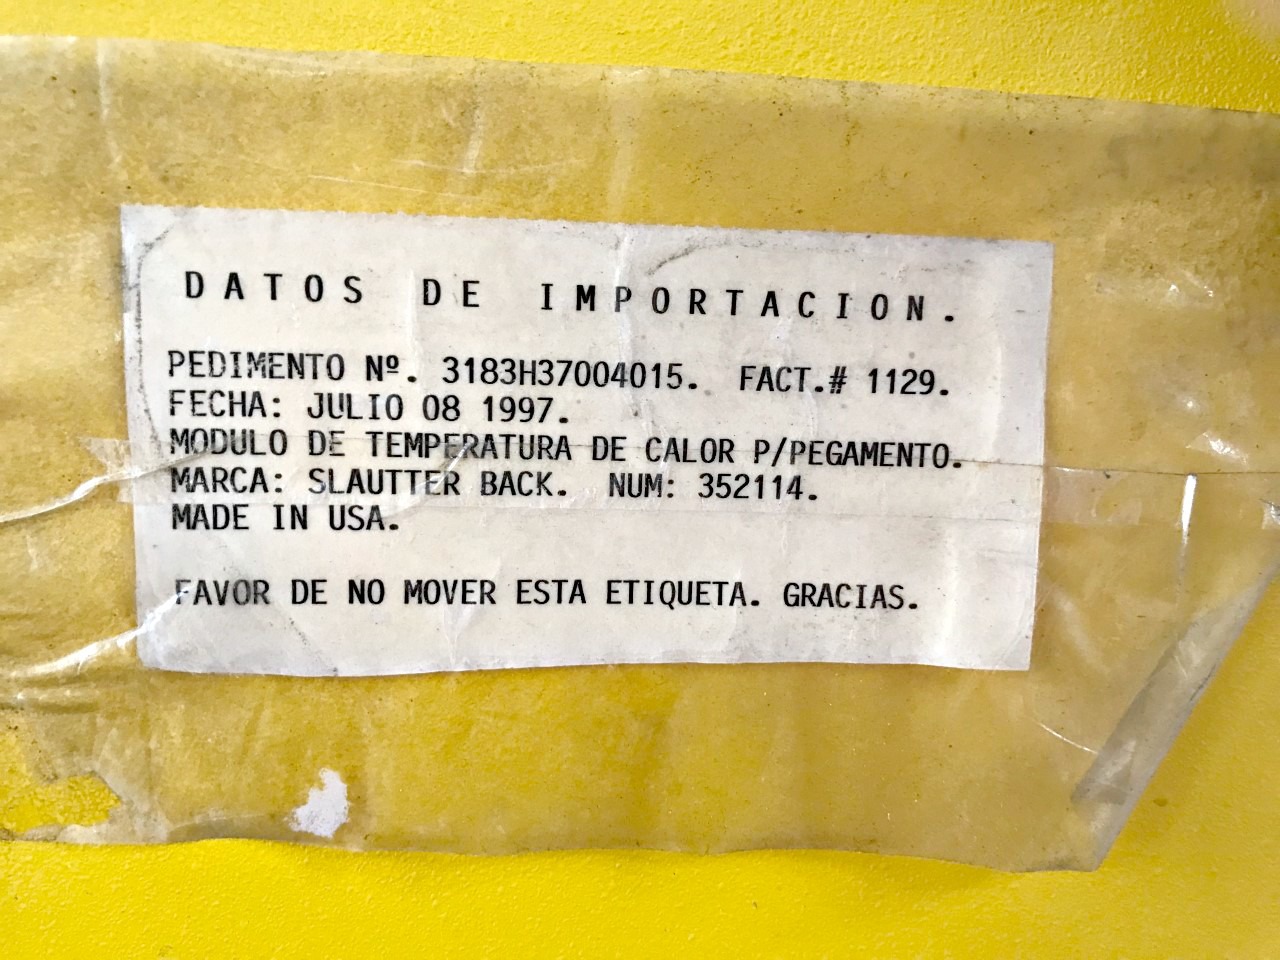 DATOS DE IMPORTACION.
PEDIMENTO Nº. 3183H37004015. FACT.# 1129.
FECHA: JULIO 08 1997.
MODULO DE TEMPERATURA DE CALOR P/PEGAMENTO.
MARCA: SLAUTTER BACK. NUM: 352114.
MADE IN USA.
FAVOR DE NO MOVER ESTA ETIQUETA. GRACIAS.